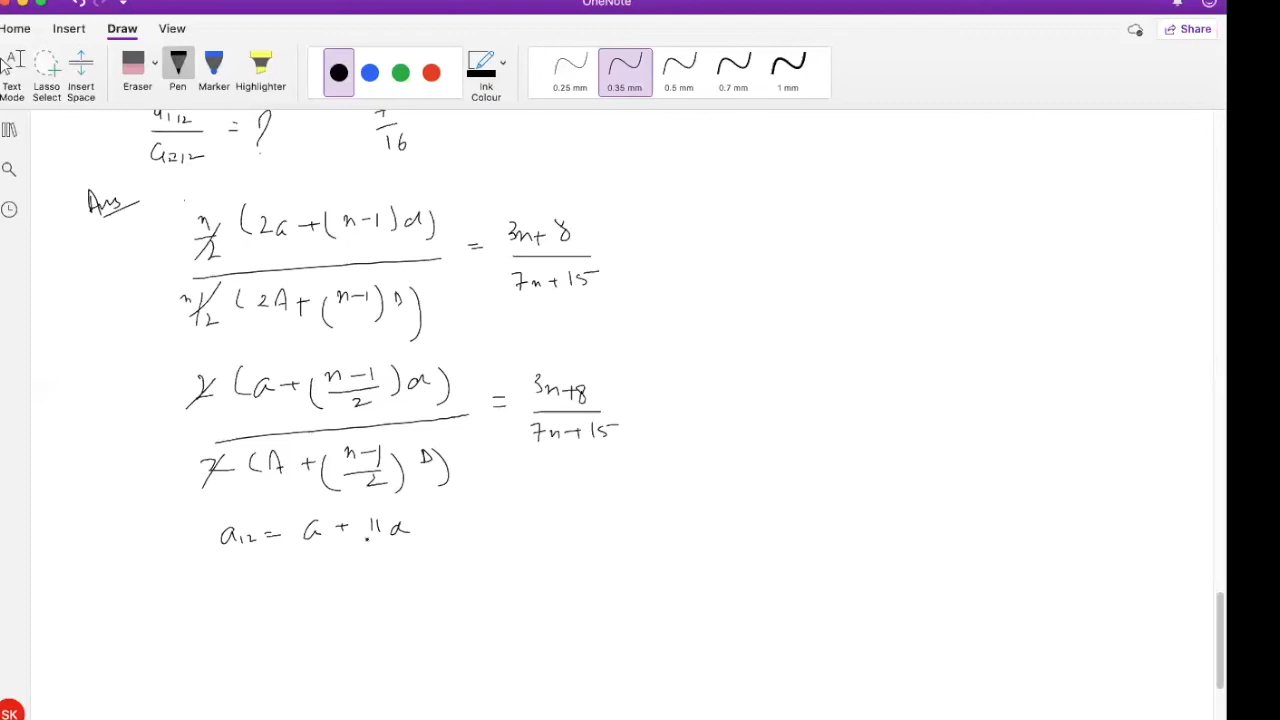 OneNote
Home Insert Draw View Share
Text Mode Lasso Select Insert Space Eraser Pen Marker Highlighter Ink Colour 0.25 mm 0.35 mm 0.5 mm 0.7 mm 1 mm
a₁₁₂ / a₂₁₂ = ? 7/16
Ans
n/2 (2a + (n-1)d) / n/2 (2A + (n-1)D) = 3n+8 / 7n+15
2 (a + (n-1/2)d) / 2 (A + (n-1/2)D) = 3n+8 / 7n+15
a₁₂ = a + 11d
SK